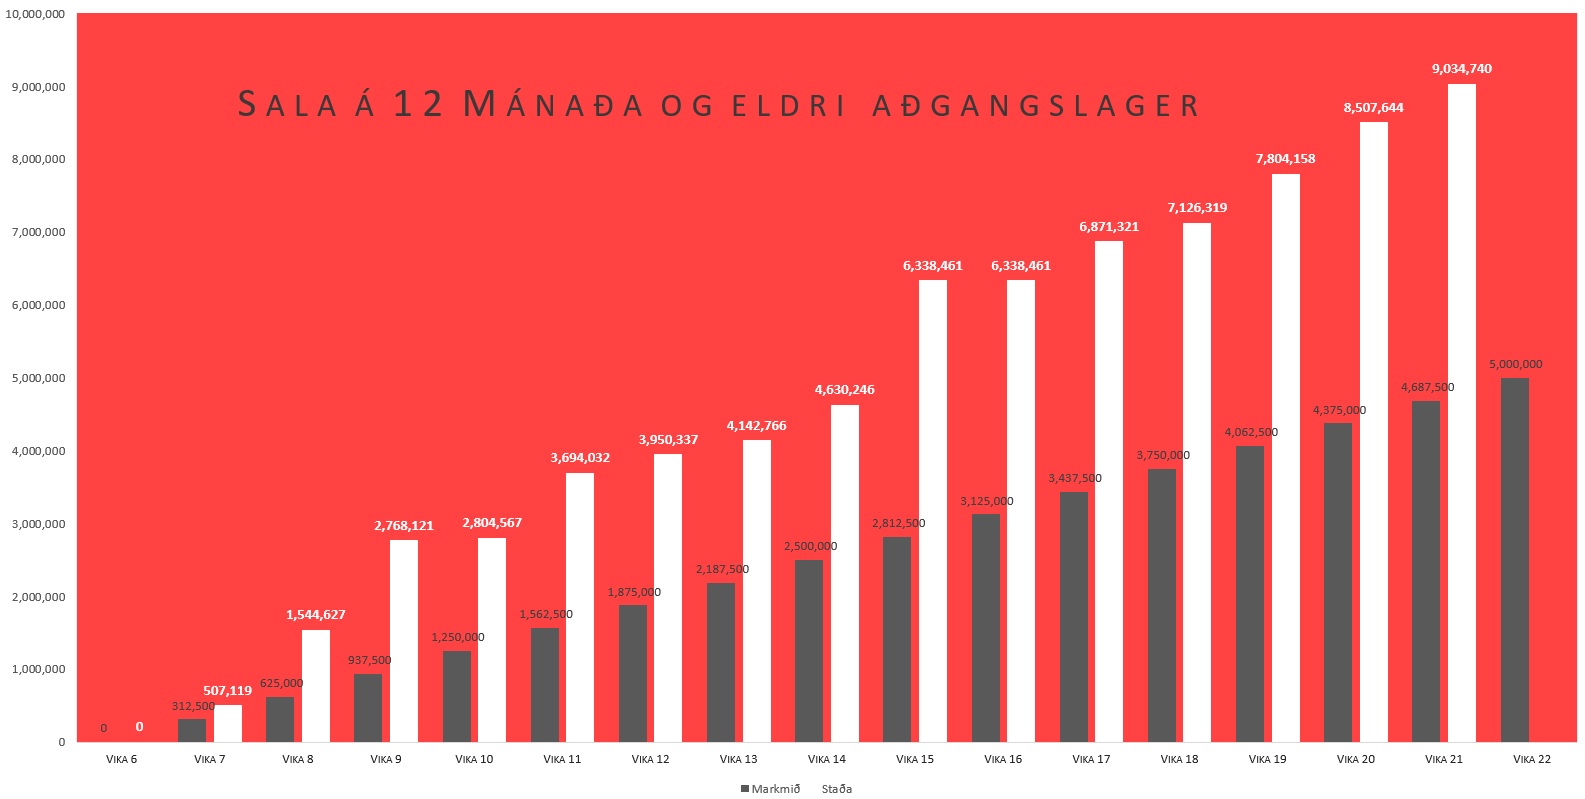 Sala á 12 Mánaða og eldri aðgangslager
10,000,000
9,000,000
8,000,000
7,000,000
6,000,000
5,000,000
4,000,000
3,000,000
2,000,000
1,000,000
0
0
0
312,500
507,119
625,000
1,544,627
937,500
2,768,121
1,250,000
2,804,567
1,562,500
3,694,032
1,875,000
3,950,337
2,187,500
4,142,766
2,500,000
4,630,246
2,812,500
6,338,461
3,125,000
6,338,461
3,437,500
6,871,321
3,750,000
7,126,319
4,062,500
7,804,158
4,375,000
8,507,644
4,687,500
9,034,740
5,000,000
Vika 6
Vika 7
Vika 8
Vika 9
Vika 10
Vika 11
Vika 12
Vika 13
Vika 14
Vika 15
Vika 16
Vika 17
Vika 18
Vika 19
Vika 20
Vika 21
Vika 22
Markmið
Staða